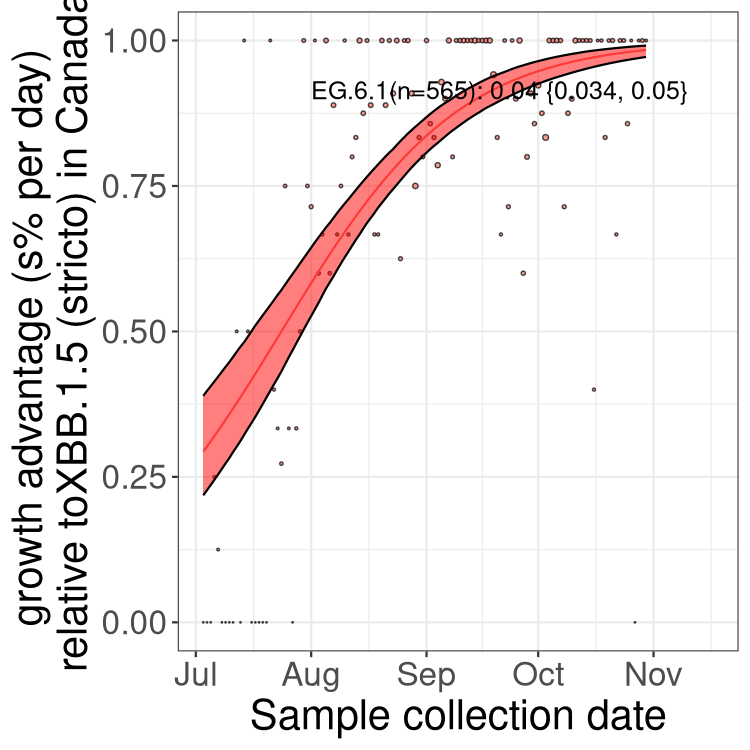 growth advantage (s% per day)
relative toXBB.1.5 (stricto) in Canada
1.00
0.75
0.50
0.25
0.00
EG.6.1(n=565): 0.04 {0.034, 0.05}
Jul Aug Sep Oct Nov
Sample collection date